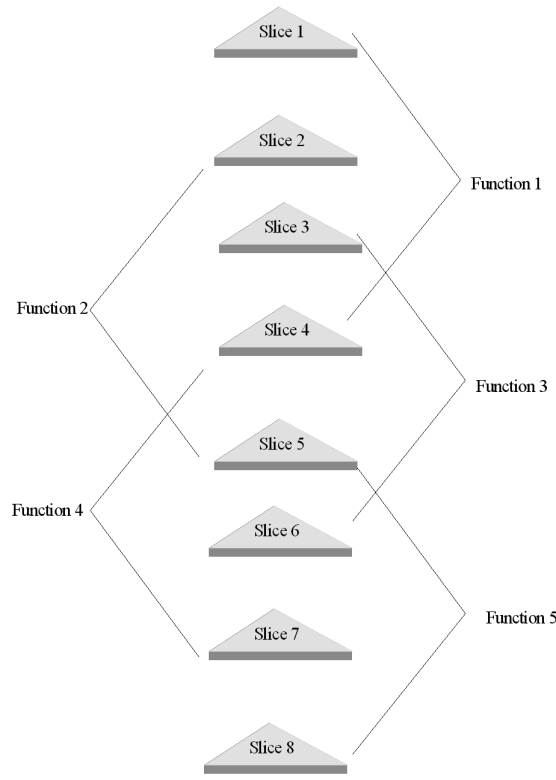 Slice 1
Slice 2
Function 1
Slice 3
Function 2
Slice 4
Function 3
Slice 5
Function 4
Slice 6
Function 5
Slice 7
Slice 8